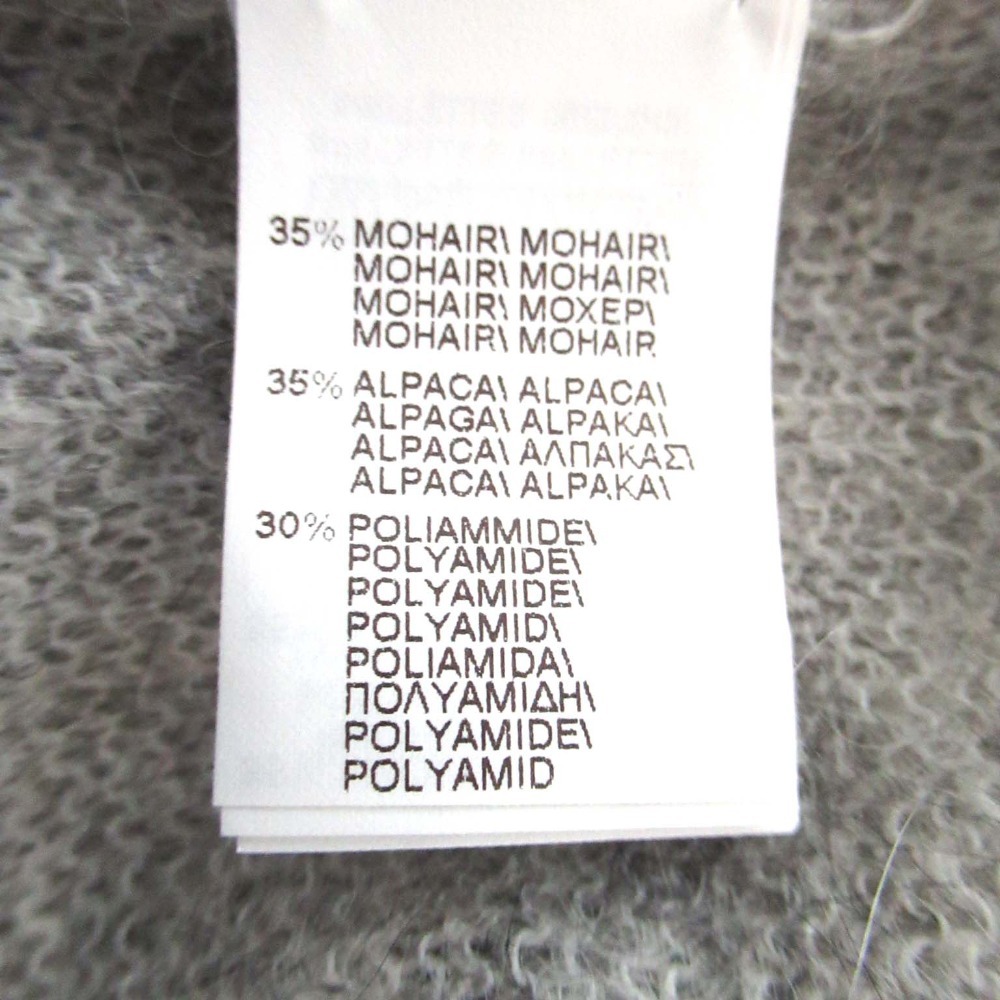 35% MOHAIR\ MOHAIR\
MOHAIR\ MOHAIR\
MOHAIR\ ΜΟΧΕΡ\
MOHAIR\ MOHAIR
35% ALPACA\ ALPACA\
ALPAGA\ ALPAKA\
ALPACA\ ΑΛΠΑΚΑΣ\
ALPACA\ ALPAKA\
30% POLIAMMIDE\
POLYAMIDE\
POLYAMIDE\
POLYAMID\
POLIAMIDA\
ΠΟΛΥΑΜΙΔΗ\
POLYAMIDE\
POLYAMID